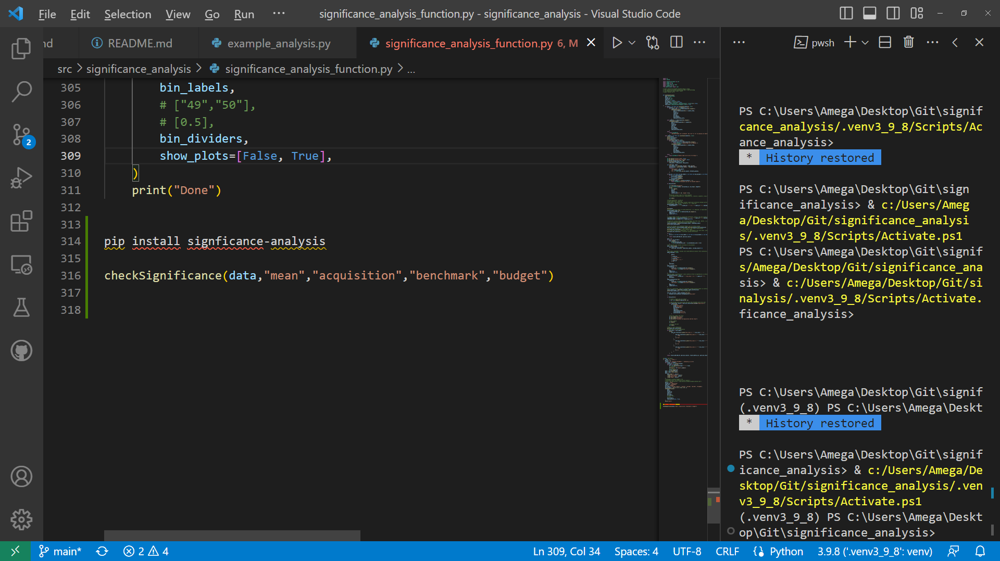 File Edit Selection View Go Run ··· significance_analysis_function.py - significance_analysis - Visual Studio Code
nd README.md example_analysis.py significance_analysis_function.py 6, M
src > significance_analysis > significance_analysis_function.py > ...
305 bin_labels,
306 # ["49","50"],
307 # [0.5],
308 bin_dividers,
309 show_plots=[False, True],
310 )
311 print("Done")
312
313
314 pip install signficance-analysis
315
316 checkSignificance(data,"mean","acquisition","benchmark","budget")
317
318
2
pwsh
PS C:\Users\Amega\Desktop\Git\signif
cance_analysis/.venv3_9_8/Scripts/Ac
ance_analysis>
* History restored
PS C:\Users\Amega\Desktop\Git\sign
ificance_analysis> & c:/Users/Ameg
a/Desktop/Git/significance_analysi
s/.venv3_9_8/Scripts/Activate.ps1
PS C:\Users\Amega\Desktop\Git\signif
s/Amega/Desktop/Git/significance_ana
sis> & c:/Users/Amega/Desktop/Git/si
nalysis/.venv3_9_8/Scripts/Activate.
ficance_analysis>
PS C:\Users\Amega\Desktop\Git\signif
(.venv3_9_8) PS C:\Users\Amega\Deskt
* History restored
PS C:\Users\Amega\Desktop\Git\signif
icance_analysis> & c:/Users/Amega/De
sktop/Git/significance_analysis/.ven
v3_9_8/Scripts/Activate.ps1
(.venv3_9_8) PS C:\Users\Amega\Deskt
op\Git\significance_analysis>
main* 2 4 Ln 309, Col 34 Spaces: 4 UTF-8 CRLF Python 3.9.8 ('.venv3_9_8': venv)